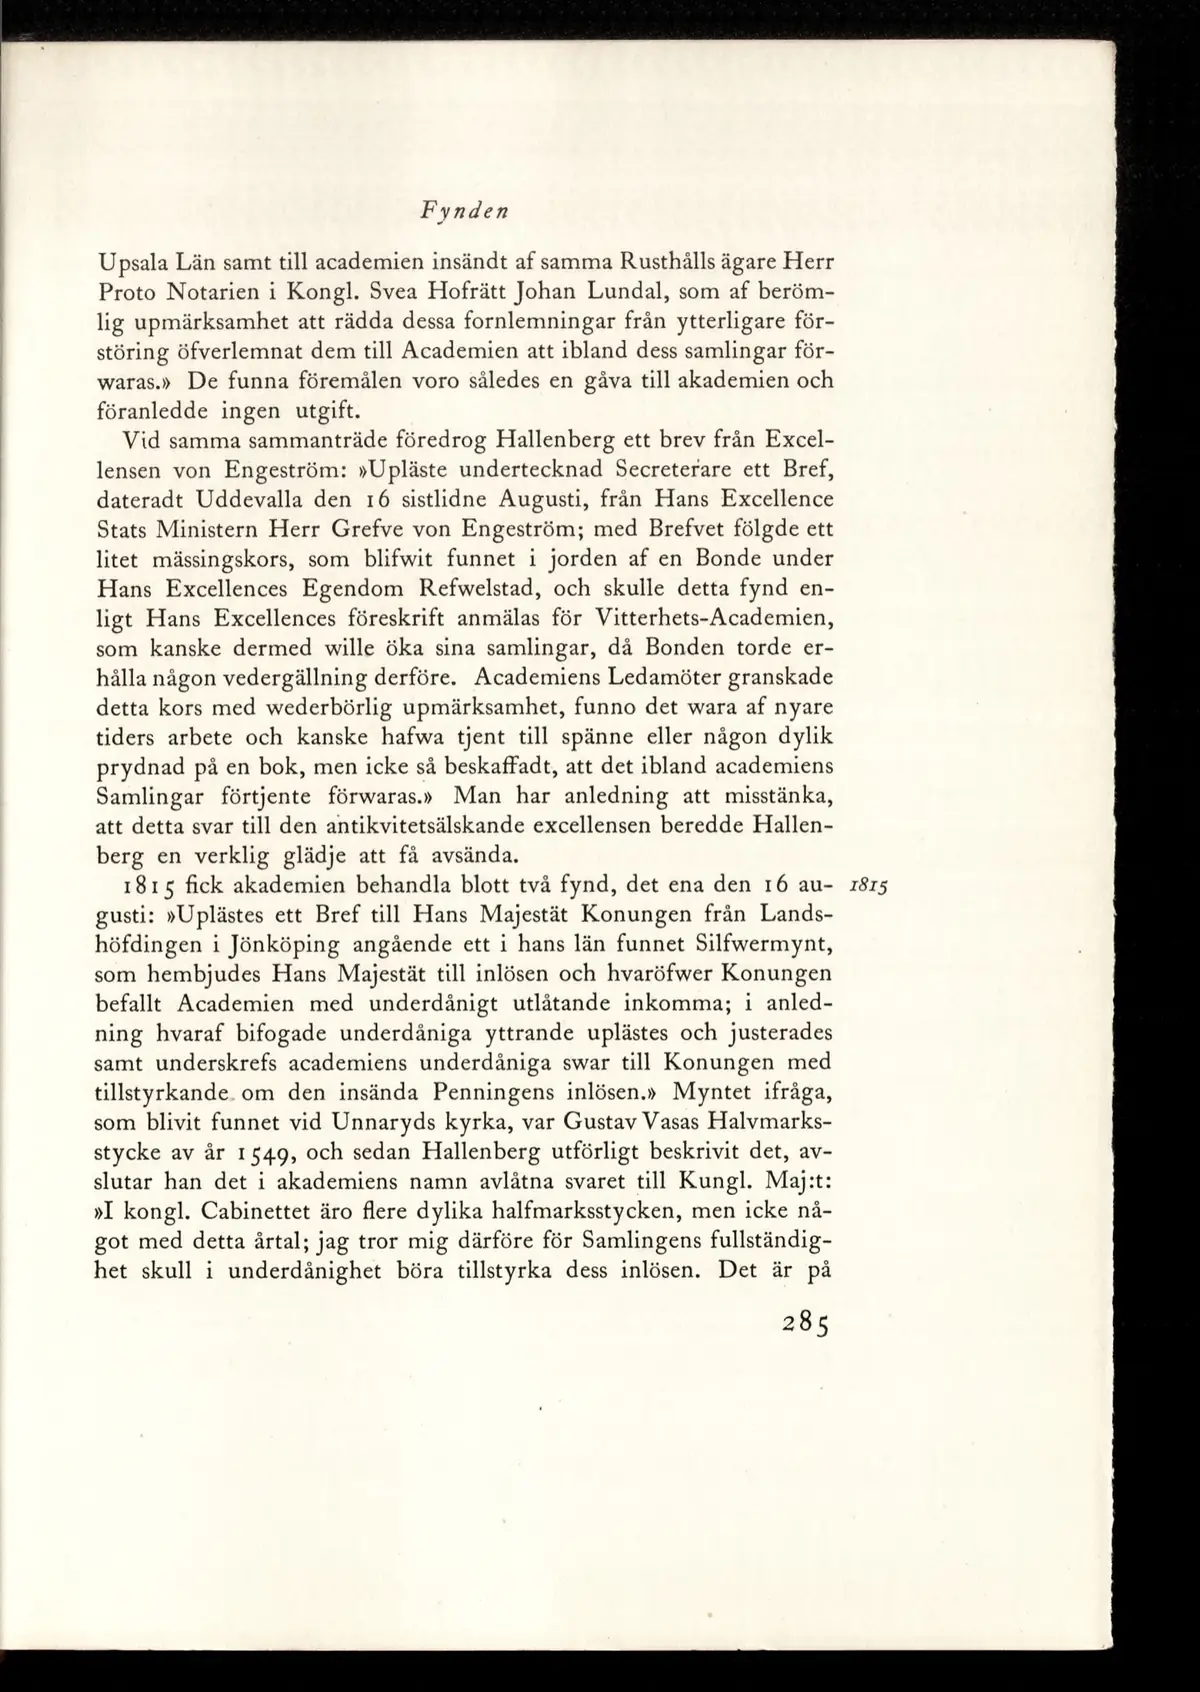 Fynden
Upsala Län samt till academien insändt af samma Rusthålls ägare Herr
Proto Notarien i Kongl. Svea Hofrätt Johan Lundal, som af beröm-
lig upmärksamhet att rädda dessa fornlemningar från ytterligare för-
störing öfverlemnat dem till Academien att ibland dess samlingar för-
waras.» De funna föremålen voro således en gåva till akademien och
föranledde ingen utgift.
Vid samma sammanträde föredrog Hallenberg ett brev från Excel-
lensen von Engeström: »Upläste undertecknad Secreterare ett Bref,
dateradt Uddevalla den 16 sistlidne Augusti, från Hans Excellence
Stats Ministern Herr Grefve von Engeström; med Brefvet fölgde ett
litet mässingskors, som blifwit funnet i jorden af en Bonde under
Hans Excellences Egendom Refwelstad, och skulle detta fynd en-
ligt Hans Excellences föreskrift anmälas för Vitterhets-Academien,
som kanske dermed wille öka sina samlingar, då Bonden torde er-
hålla någon vedergällning derföre. Academiens Ledamöter granskade
detta kors med wederbörlig upmärksamhet, funno det wara af nyare
tiders arbete och kanske hafwa tjent till spänne eller någon dylik
prydnad på en bok, men icke så beskaffadt, att det ibland academiens
Samlingar förtjente förwaras.» Man har anledning att misstänka,
att detta svar till den antikvitetsälskande excellensen beredde Hallen-
berg en verklig glädje att få avsända.
1815 fick akademien behandla blott två fynd, det ena den 16 au- 1815
gusti: »Uplästes ett Bref till Hans Majestät Konungen från Lands-
höfdingen i Jönköping angående ett i hans län funnet Silfwermynt,
som hembjudes Hans Majestät till inlösen och hvaröfwer Konungen
befallt Academien med underdånigt utlåtande inkomma; i anled-
ning hvaraf bifogade underdåniga yttrande uplästes och justerades
samt underskrefs academiens underdåniga swar till Konungen med
tillstyrkande om den insända Penningens inlösen.» Myntet ifråga,
som blivit funnet vid Unnaryds kyrka, var Gustav Vasas Halvmarks-
stycke av år 1549, och sedan Hallenberg utförligt beskrivit det, av-
slutar han det i akademiens namn avlåtna svaret till Kungl. Maj:t:
»I kongl. Cabinettet äro flere dylika halfmarksstycken, men icke nå-
got med detta årtal; jag tror mig därföre för Samlingens fullständig-
het skull i underdånighet böra tillstyrka dess inlösen. Det är på
285